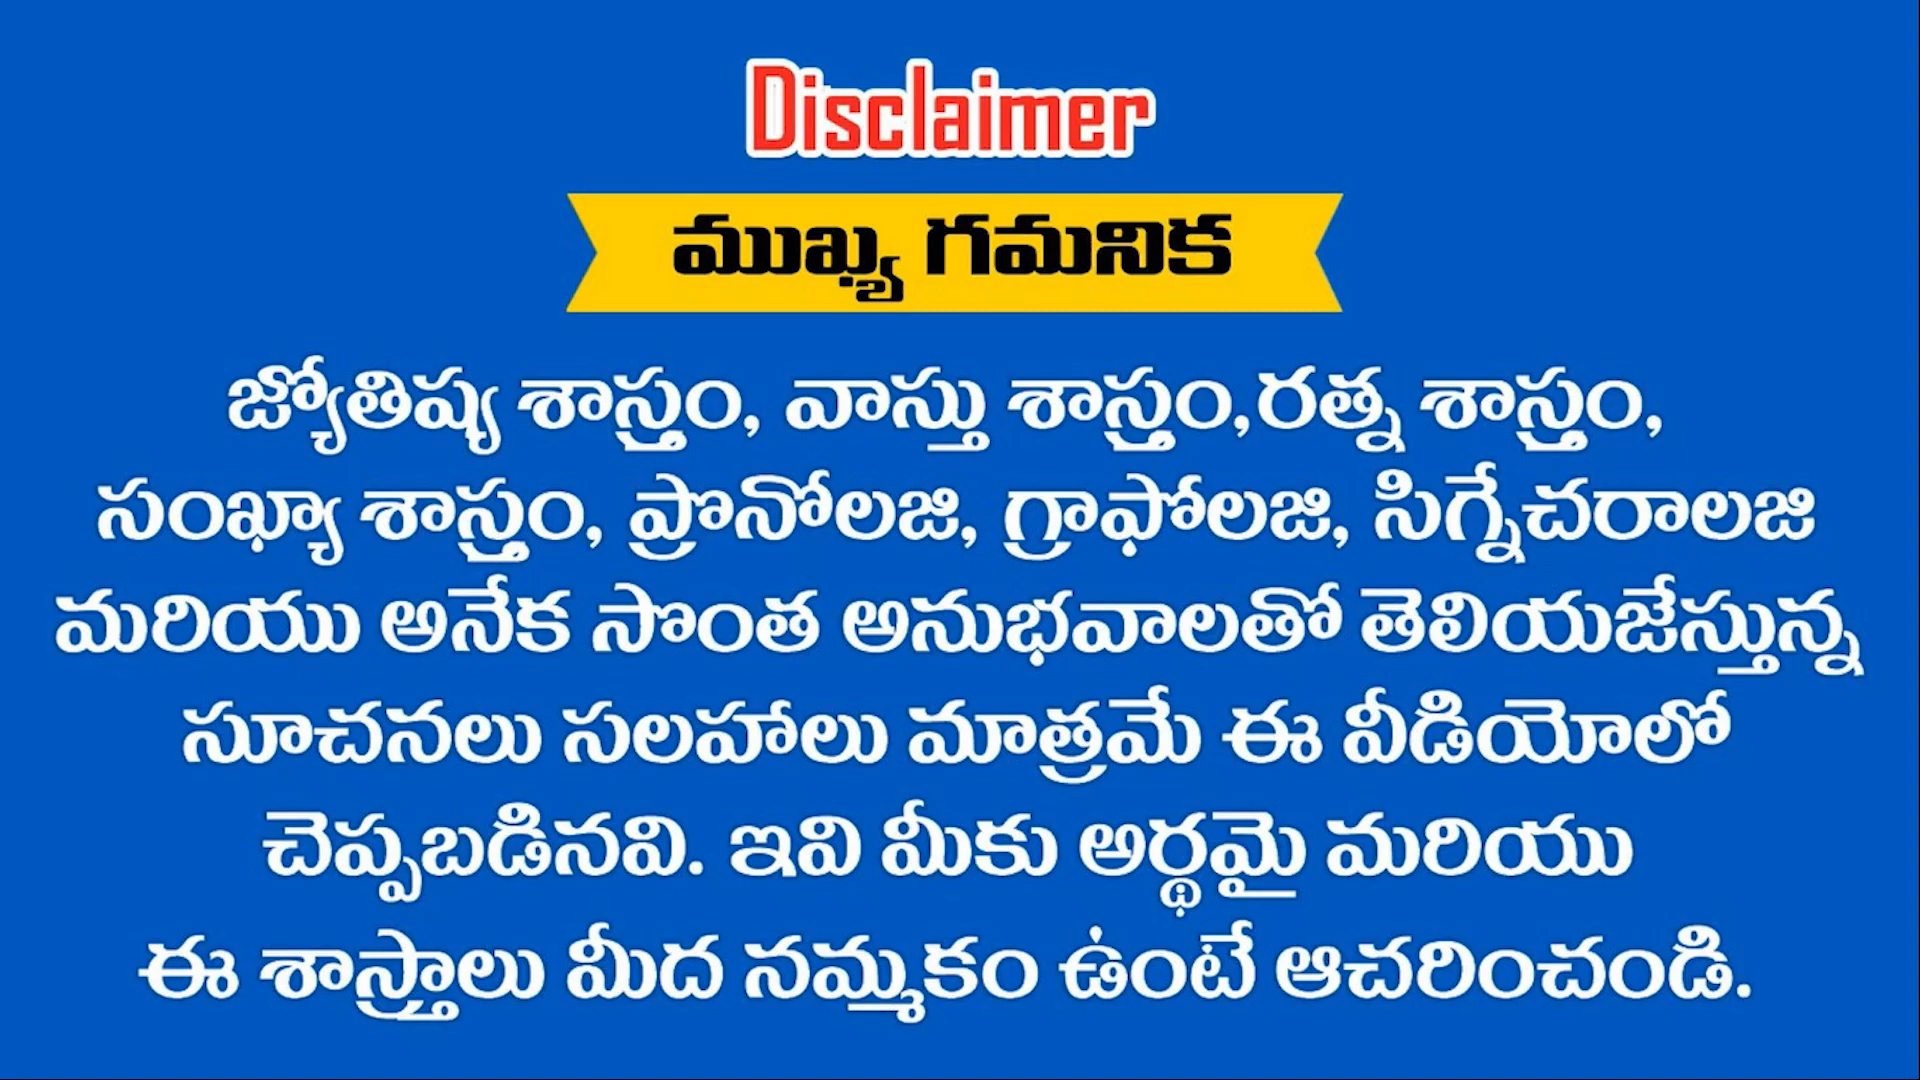 Disclaimer
ముఖ్య గమనిక
జ్యోతిష్య శాస్త్రం, వాస్తు శాస్త్రం,రత్న శాస్త్రం,
సంఖ్యా శాస్త్రం, ప్రొనోలజి, గ్రాఫోలజి, సిగ్నేచరాలజి
మరియు అనేక సొంత అనుభవాలతో తెలియజేస్తున్న
సూచనలు సలహాలు మాత్రమే ఈ వీడియోలో
చెప్పబడినవి. ఇవి మీకు అర్థమై మరియు
ఈ శాస్త్రాలు మీద నమ్మకం ఉంటే ఆచరించండి.